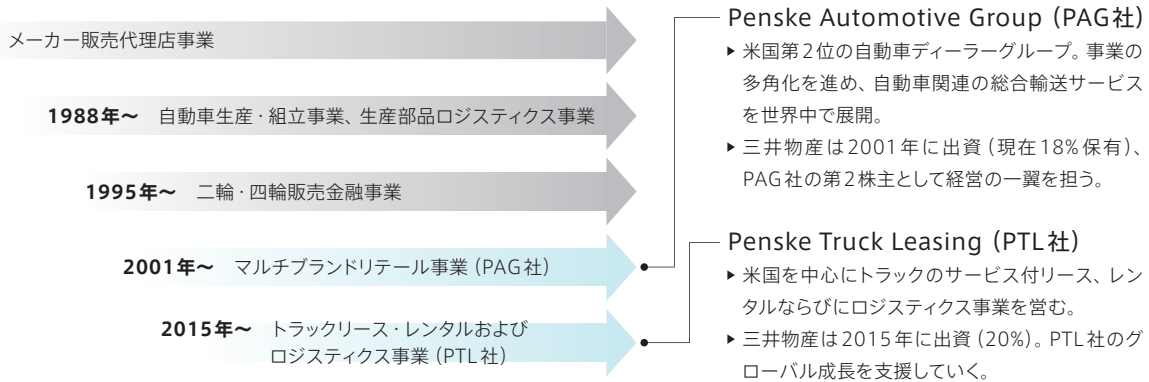 メーカー販売代理店事業
1988年〜 自動車生産・組立事業、生産部品ロジスティクス事業
1995年〜 二輪・四輪販売金融事業
2001年〜 マルチブランドリテール事業（PAG社）
2015年〜 トラックリース・レンタルおよび
ロジスティクス事業（PTL社）
Penske Automotive Group（PAG社）
▶ 米国第2位の自動車ディーラーグループ。事業の
多角化を進め、自動車関連の総合輸送サービス
を世界中で展開。
▶ 三井物産は2001年に出資（現在18%保有）、
PAG社の第2株主として経営の一翼を担う。
Penske Truck Leasing（PTL社）
▶ 米国を中心にトラックのサービス付リース、レン
タルならびにロジスティクス事業を営む。
▶ 三井物産は2015年に出資（20%）。PTL社のグ
ローバル成長を支援していく。